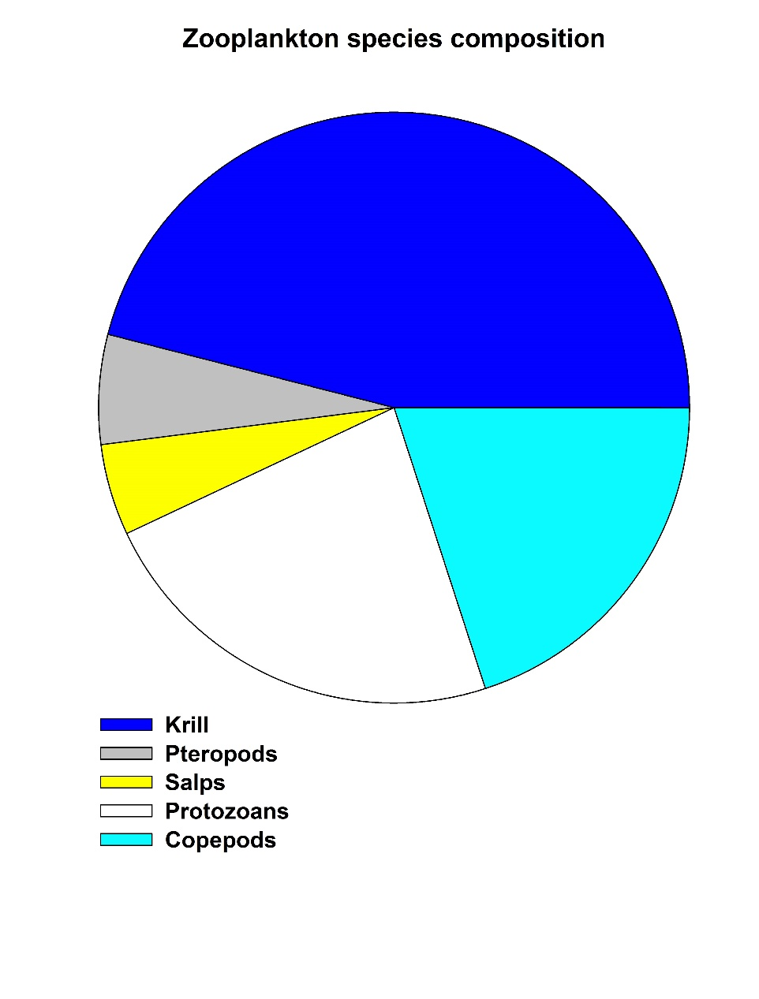 Zooplankton species composition
Krill
Pteropods
Salps
Protozoans
Copepods